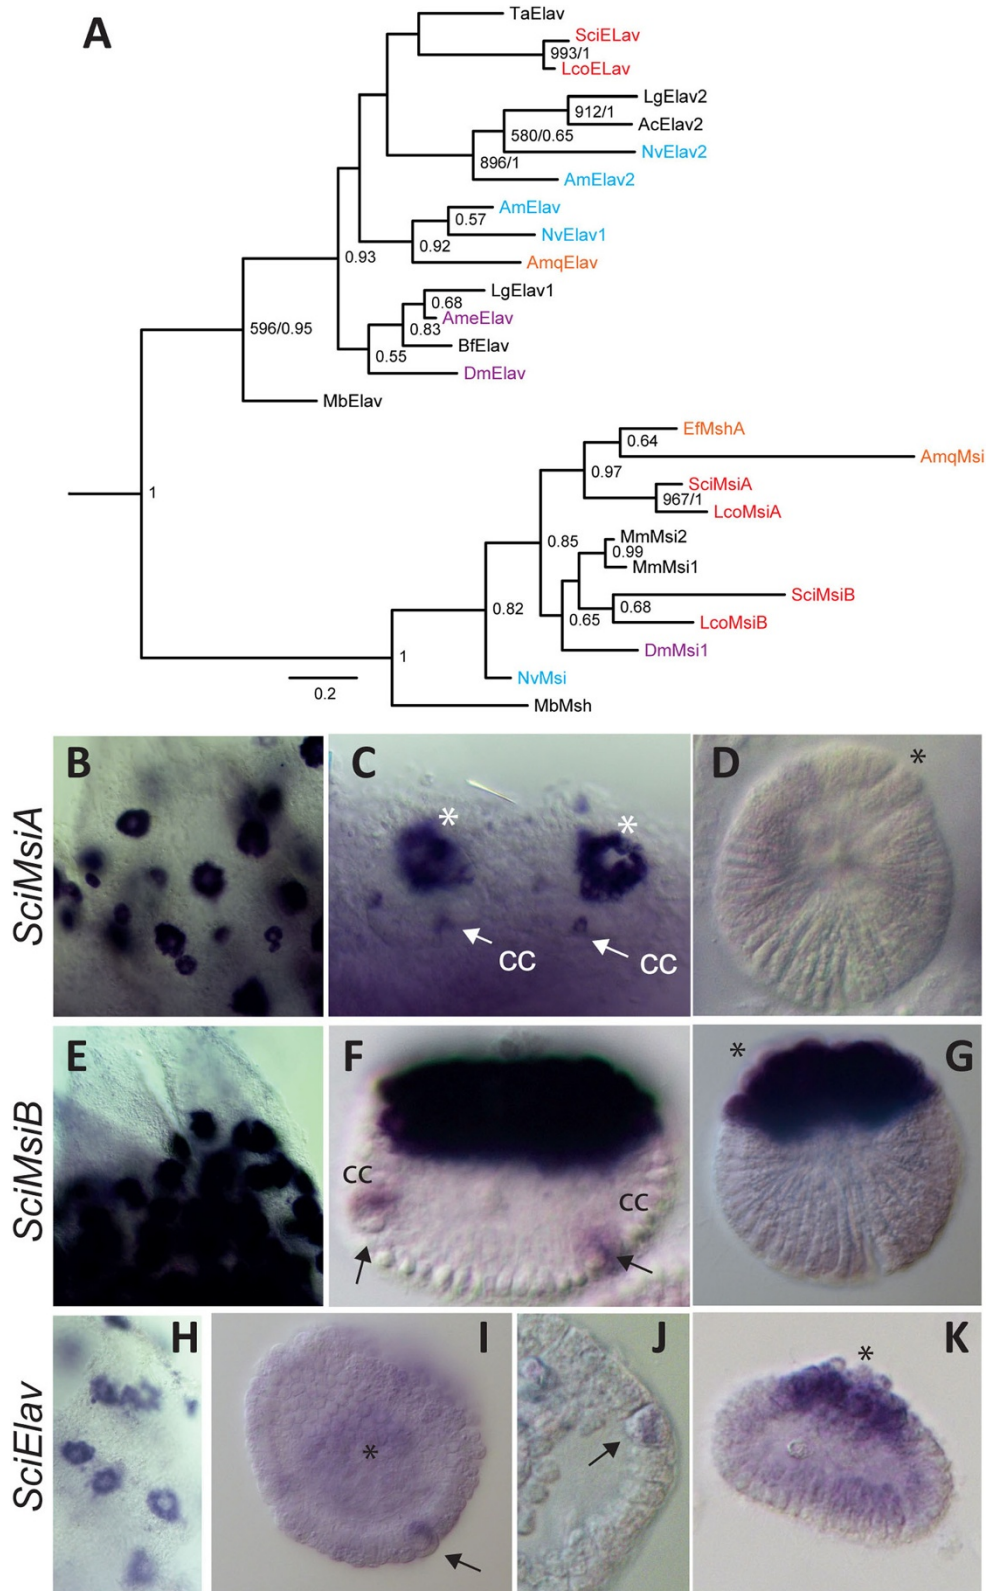 A
TaElav
SciELav
993/1
LcoELav
LgElav2
912/1
AcElav2
580/0.65
NvElav2
896/1
AmElav2
AmElav
0.57
NvElav1
0.92
0.93
AmqElav
LgElav1
0.68
AmeElav
596/0.95
0.83
BfElav
0.55
DmElav
MbElav
EfMshA
0.64
AmqMsi
0.97
SciMsiA
1
967/1
LcoMsiA
0.85
MmMsi2
0.99
MmMsi1
SciMsiB
0.82
0.68
0.65
LcoMsiB
DmMsi1
1
NvMsi
0.2
MbMsh
SciMsiA
B
C
* *
CC
CC
D
*
SciMsiB
E
F
CC
CC
G
*
SciElav
H
I
*
J
K
*